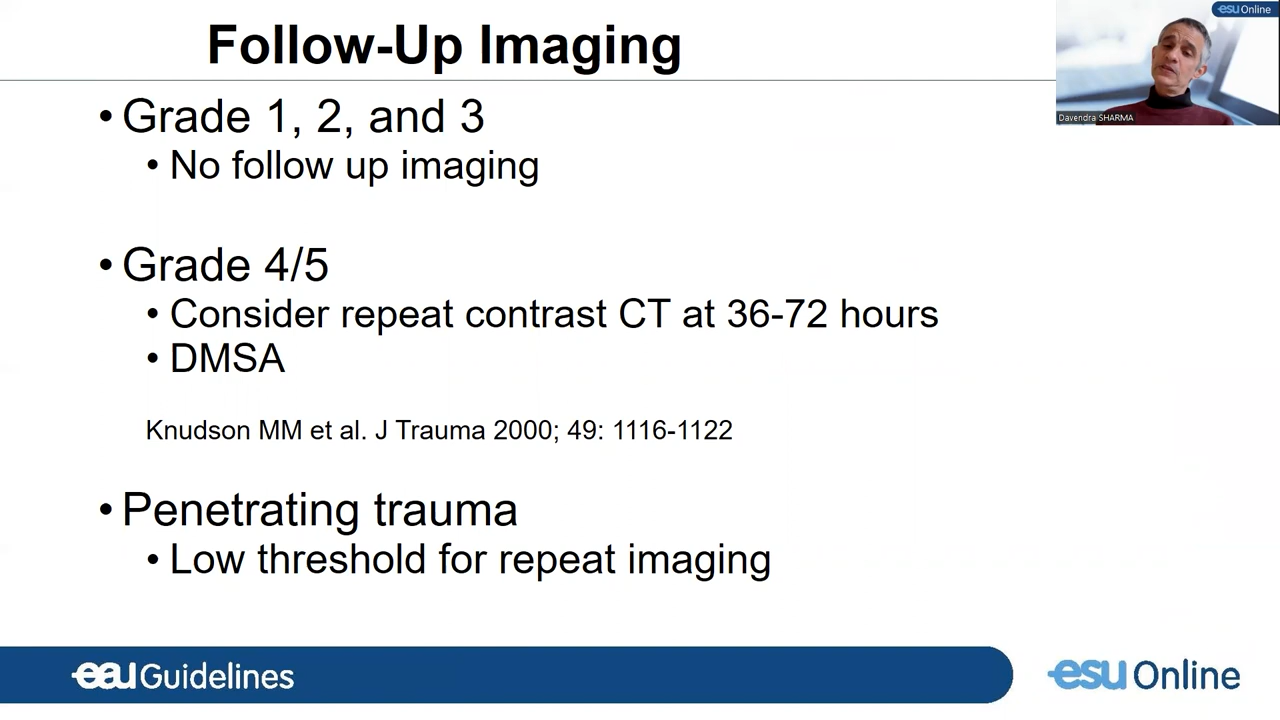 Follow-Up Imaging
esu Online
Davendra SHARMA
• Grade 1, 2, and 3
• No follow up imaging
• Grade 4/5
• Consider repeat contrast CT at 36-72 hours
• DMSA
Knudson MM et al. J Trauma 2000; 49: 1116-1122
• Penetrating trauma
• Low threshold for repeat imaging
eau Guidelines
esu Online